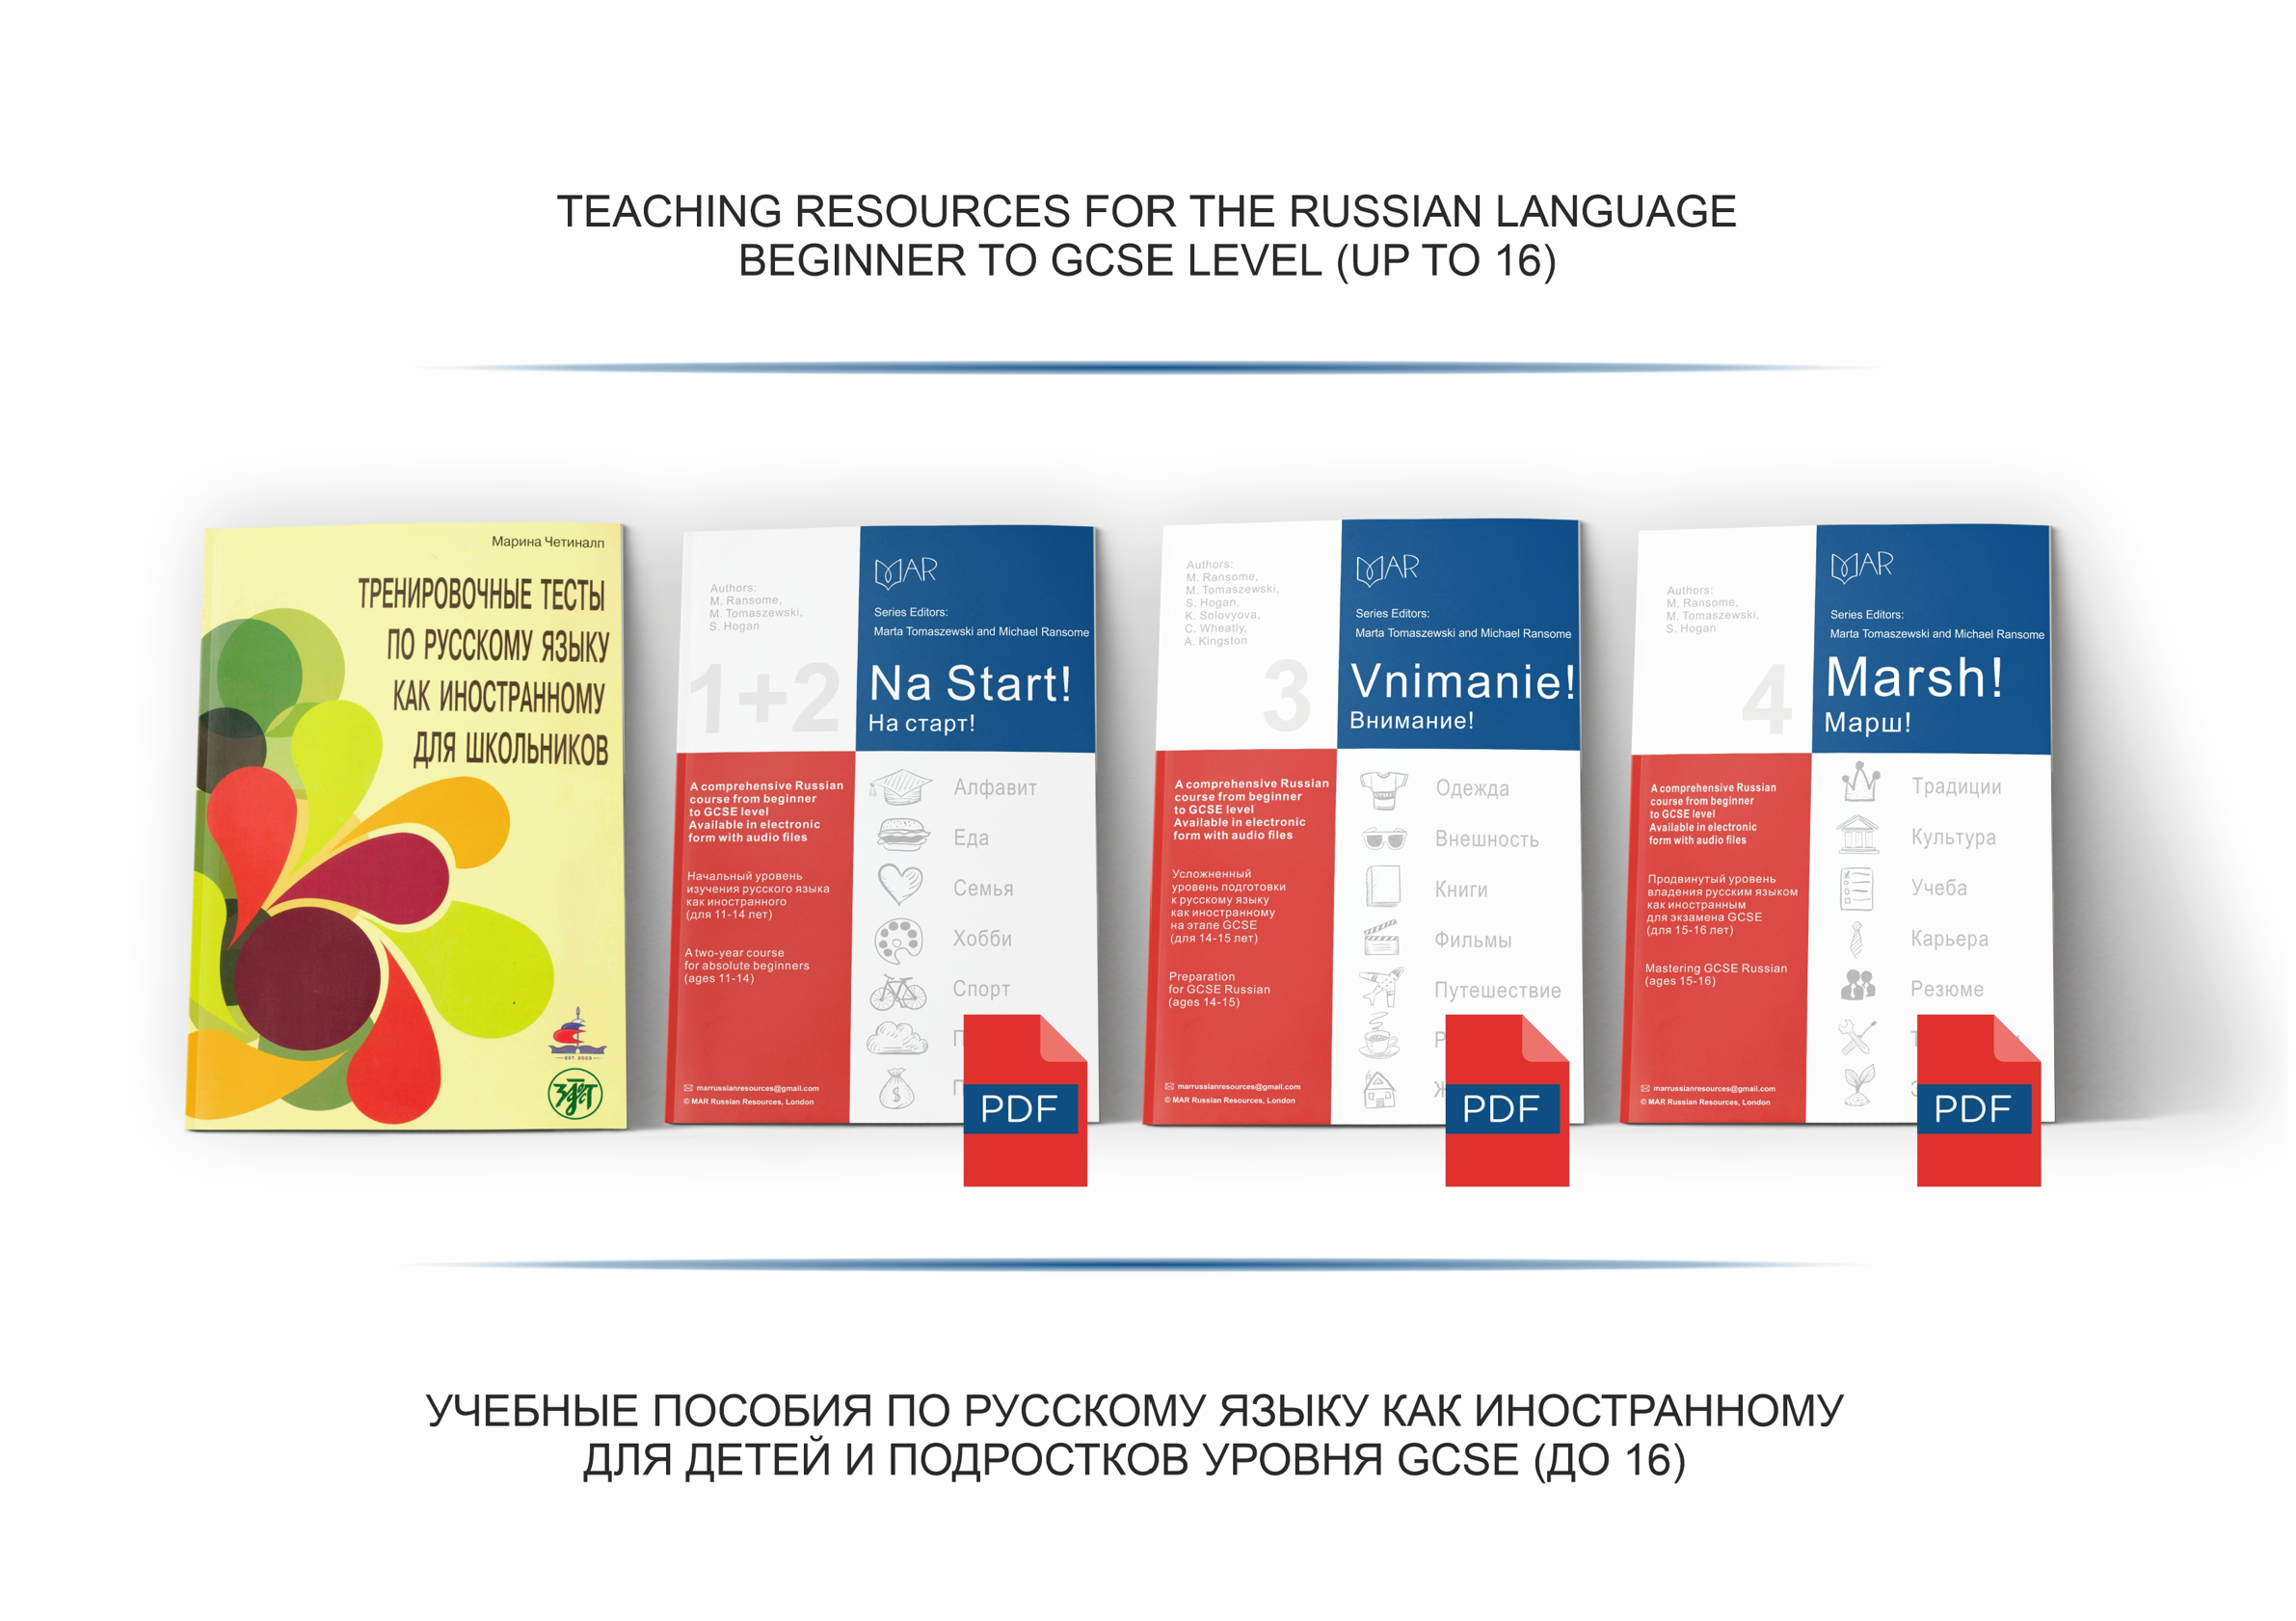 TEACHING RESOURCES FOR THE RUSSIAN LANGUAGE
BEGINNER TO GCSE LEVEL (UP TO 16)
Марина Четиналп
ТРЕНИРОВОЧНЫЕ ТЕСТЫ
ПО РУССКОМУ ЯЗЫКУ
КАК ИНОСТРАННОМУ
ДЛЯ ШКОЛЬНИКОВ
EST. 2003
Златоуст
Authors:
M. Ransome,
M. Tomaszewski,
S. Hogan
1+2
MAR
Series Editors:
Marta Tomaszewski and Michael Ransome
Na Start!
На старт!
A comprehensive Russian
course from beginner
to GCSE level
Available in electronic
form with audio files
Начальный уровень
изучения русского языка
как иностранного
(для 11-14 лет)
A two-year course
for absolute beginners
(ages 11-14)
marrussianresources@gmail.com
© MAR Russian Resources, London
Алфавит
Еда
Семья
Хобби
Спорт
PDF
Authors:
M. Ransome,
M. Tomaszewski,
S. Hogan,
K. Solovyova,
C. Wheatly,
A. Kingston
3
MAR
Series Editors:
Marta Tomaszewski and Michael Ransome
Vnimanie!
Внимание!
A comprehensive Russian
course from beginner
to GCSE level
Available in electronic
form with audio files
Усложненный
уровень подготовки
к русскому языку
как иностранному
на этапе GCSE
(для 14-15 лет)
Preparation
for GCSE Russian
(ages 14-15)
marrussianresources@gmail.com
© MAR Russian Resources, London
Одежда
Внешность
Книги
Фильмы
Путешествие
PDF
Authors:
M. Ransome,
M. Tomaszewski,
S. Hogan
4
MAR
Series Editors:
Marta Tomaszewski and Michael Ransome
Marsh!
Марш!
A comprehensive Russian
course from beginner
to GCSE level
Available in electronic
form with audio files
Продвинутый уровень
владения русским языком
как иностранным
для экзамена GCSE
(для 15-16 лет)
Mastering GCSE Russian
(ages 15-16)
marrussianresources@gmail.com
© MAR Russian Resources, London
Традиции
Культура
Учеба
Карьера
Резюме
PDF
УЧЕБНЫЕ ПОСОБИЯ ПО РУССКОМУ ЯЗЫКУ КАК ИНОСТРАННОМУ
ДЛЯ ДЕТЕЙ И ПОДРОСТКОВ УРОВНЯ GCSE (ДО 16)